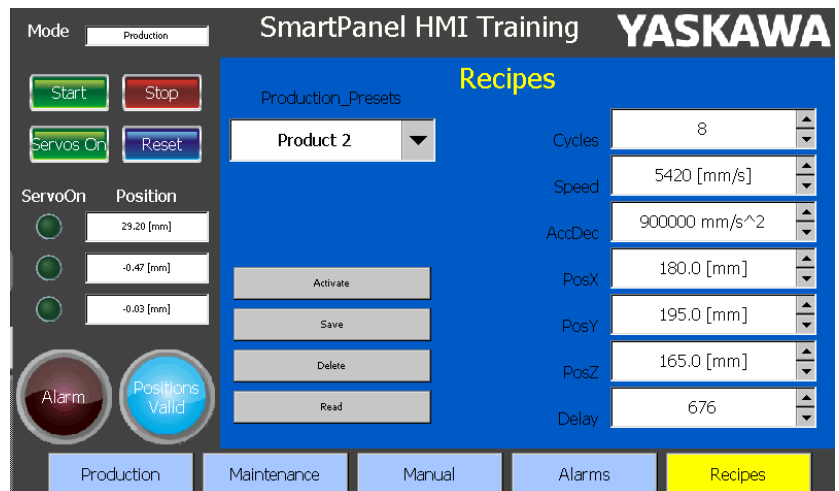 Mode Production SmartPanel HMI Training YASKAWA
Recipes
Start Stop Production_Presets
Servos On Reset Product 2 Cycles 8
Speed 5420 [mm/s]
ServoOn Position
29.20 [mm] AccDec 900000 mm/s^2
-0.47 [mm] Activate PosX 180.0 [mm]
-0.03 [mm] Save PosY 195.0 [mm]
Delete PosZ 165.0 [mm]
Alarm Positions Valid Read Delay 676
Production Maintenance Manual Alarms Recipes